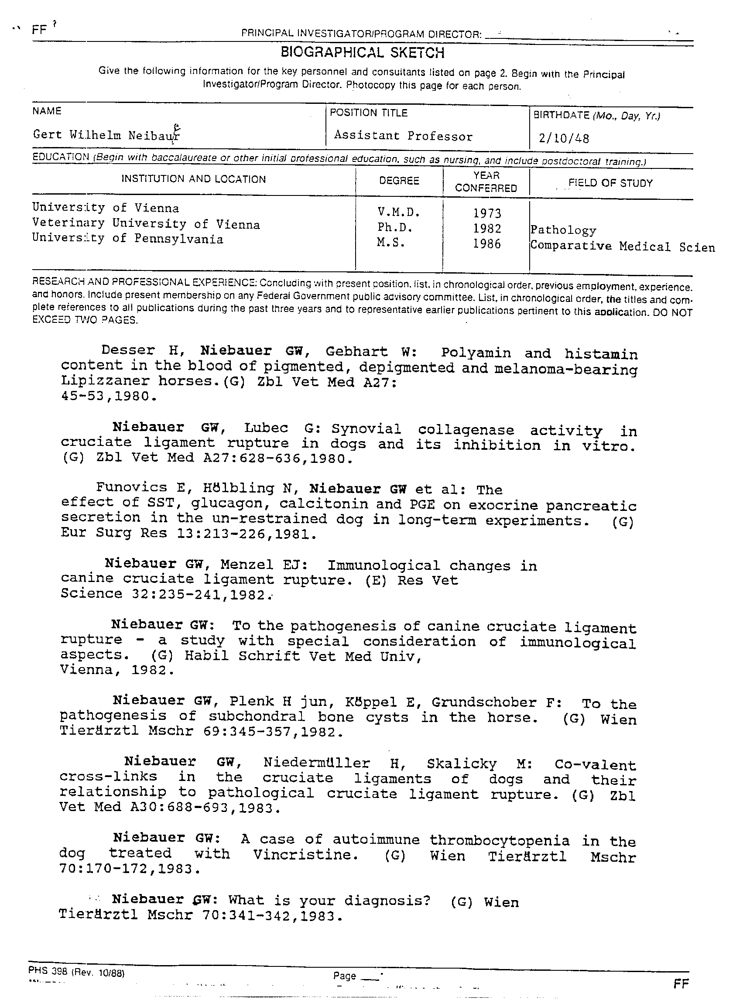 FF
PRINCIPAL INVESTIGATOR/PROGRAM DIRECTOR:
BIOGRAPHICAL SKETCH
Give the following information for the key personnel and consultants listed on page 2. Begin with the Principal
Investigator/Program Director. Photocopy this page for each person.
NAME
POSITION TITLE
BIRTHDATE (Mo., Day, Yr.)
Gert Wilhelm Neibaur
e
Assistant Professor
2/10/48
EDUCATION (Begin with baccalaureate or other initial professional education, such as nursing, and include postdoctoral training.)
INSTITUTION AND LOCATION
DEGREE
YEAR
CONFERRED
FIELD OF STUDY
University of Vienna
V.M.D.
1973
Veterinary University of Vienna
Ph.D.
1982
Pathology
University of Pennsylvania
M.S.
1986
Comparative Medical Scien
RESEARCH AND PROFESSIONAL EXPERIENCE: Concluding with present position, list, in chronological order, previous employment, experience,
and honors. Include present membership on any Federal Government public advisory committee. List, in chronological order, the titles and com-
plete references to all publications during the past three years and to representative earlier publications pertinent to this application. DO NOT
EXCEED TWO PAGES.
Desser H, Niebauer GW, Gebhart W: Polyamin and histamin
content in the blood of pigmented, depigmented and melanoma-bearing
Lipizzaner horses.(G) Zbl Vet Med A27:
45-53,1980.
Niebauer GW, Lubec G: Synovial collagenase activity in
cruciate ligament rupture in dogs and its inhibition in vitro.
(G) Zbl Vet Med A27:628-636,1980.
Funovics E, Hölbling N, Niebauer GW et al: The
effect of SST, glucagon, calcitonin and PGE on exocrine pancreatic
secretion in the un-restrained dog in long-term experiments. (G)
Eur Surg Res 13:213-226,1981.
Niebauer GW, Menzel EJ: Immunological changes in
canine cruciate ligament rupture. (E) Res Vet
Science 32:235-241,1982.
Niebauer GW: To the pathogenesis of canine cruciate ligament
rupture - a study with special consideration of immunological
aspects. (G) Habil Schrift Vet Med Univ,
Vienna, 1982.
Niebauer GW, Plenk H jun, Köppel E, Grundschober F: To the
pathogenesis of subchondral bone cysts in the horse. (G) Wien
Tierärztl Mschr 69:345-357,1982.
Niebauer GW, Niedermüller H, Skalicky M: Co-valent
cross-links in the cruciate ligaments of dogs and their
relationship to pathological cruciate ligament rupture. (G) Zbl
Vet Med A30:688-693,1983.
Niebauer GW: A case of autoimmune thrombocytopenia in the
dog treated with Vincristine. (G) Wien Tierärztl Mschr
70:170-172,1983.
Niebauer GW: What is your diagnosis? (G) Wien
Tierärztl Mschr 70:341-342,1983.
PHS 398 (Rev. 10/88)
Page
FF